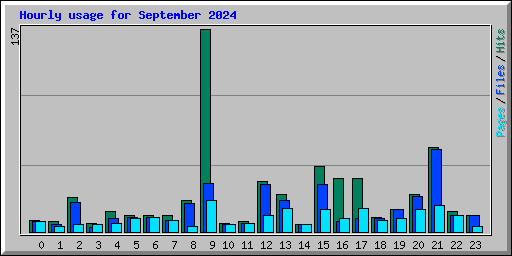 Hourly usage for September 2024
137
Pages/Files/Hits
0 1 2 3 4 5 6 7 8 9 10 11 12 13 14 15 16 17 18 19 20 21 22 23